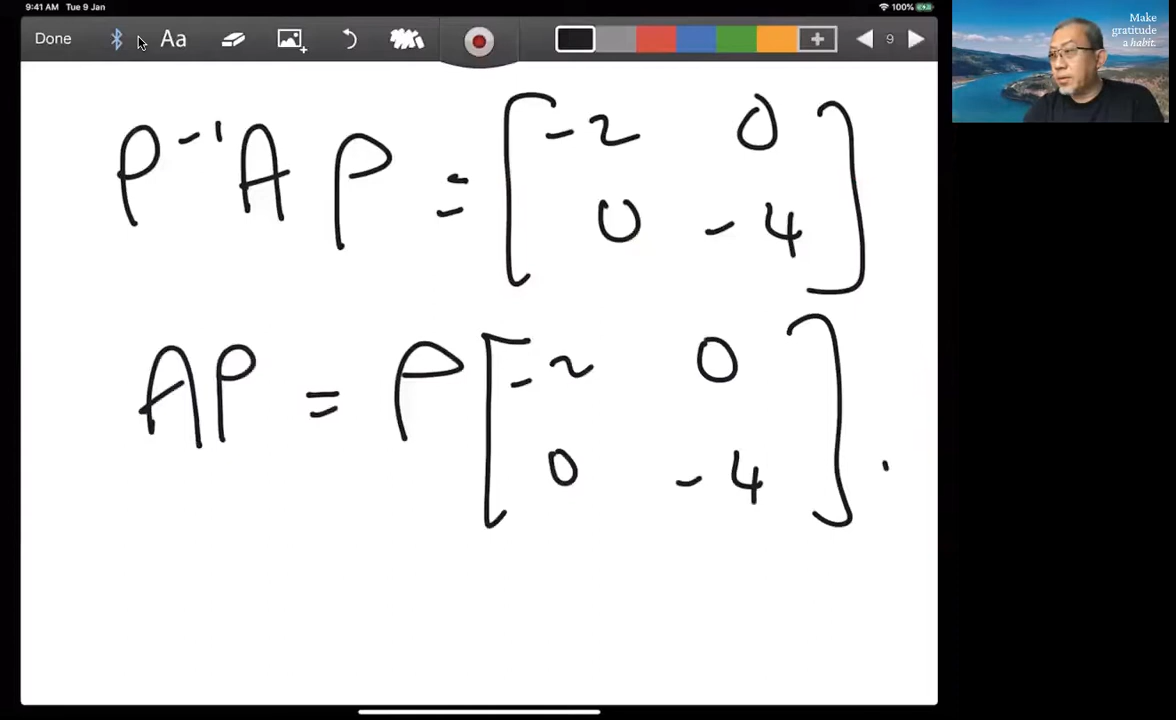 9:41 AM Tue 9 Jan
100%
Done
Aa
9
Make
gratitude
a habit.
P⁻¹AP = [-2 0
0 -4]
AP = P[-2 0
0 -4].